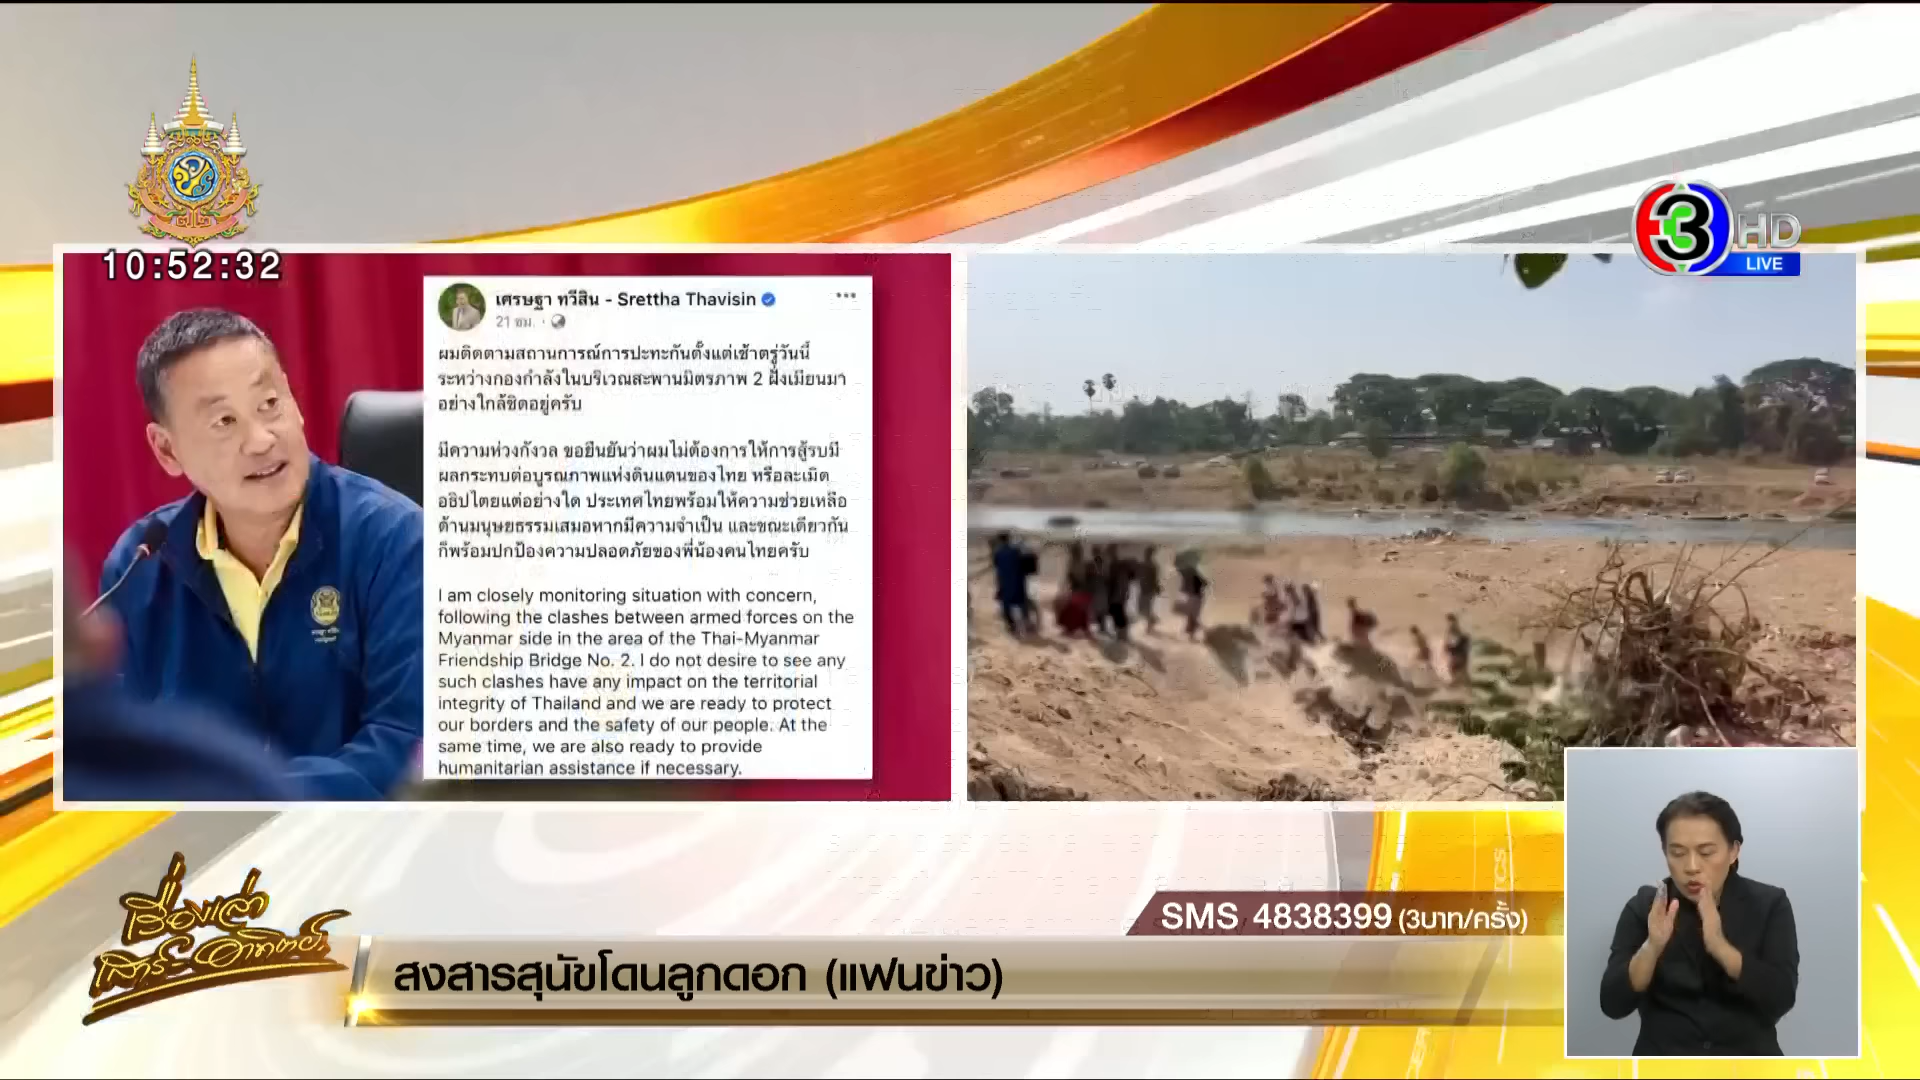 10:52:32
3 HD
LIVE
เศรษฐา ทวีสิน - Srettha Thavisin
21 ชม.
ผมติดตามสถานการณ์การปะทะกันตั้งแต่เช้าตรู่วันนี้
ระหว่างกองกำลังในบริเวณสะพานมิตรภาพ 2 ฝั่งเมียนมา
อย่างใกล้ชิดอยู่ครับ
มีความห่วงกังวล ขอยืนยันว่าผมไม่ต้องการให้การสู้รบมี
ผลกระทบต่อบูรณภาพแห่งดินแดนของไทย หรือละเมิด
อธิปไตยแต่อย่างใด ประเทศไทยพร้อมให้ความช่วยเหลือ
ด้านมนุษยธรรมเสมอหากมีความจำเป็น และขณะเดียวกัน
ก็พร้อมปกป้องความปลอดภัยของพี่น้องคนไทยครับ
I am closely monitoring situation with concern,
following the clashes between armed forces on the
Myanmar side in the area of the Thai-Myanmar
Friendship Bridge No. 2. I do not desire to see any
such clashes have any impact on the territorial
integrity of Thailand and we are ready to protect
our borders and the safety of our people. At the
same time, we are also ready to provide
humanitarian assistance if necessary.
เรื่องเล่า
เสาร์-อาทิตย์
SMS 4838399 (3บาท/ครั้ง)
สงสารสุนัขโดนลูกดอก (แฟนข่าว)